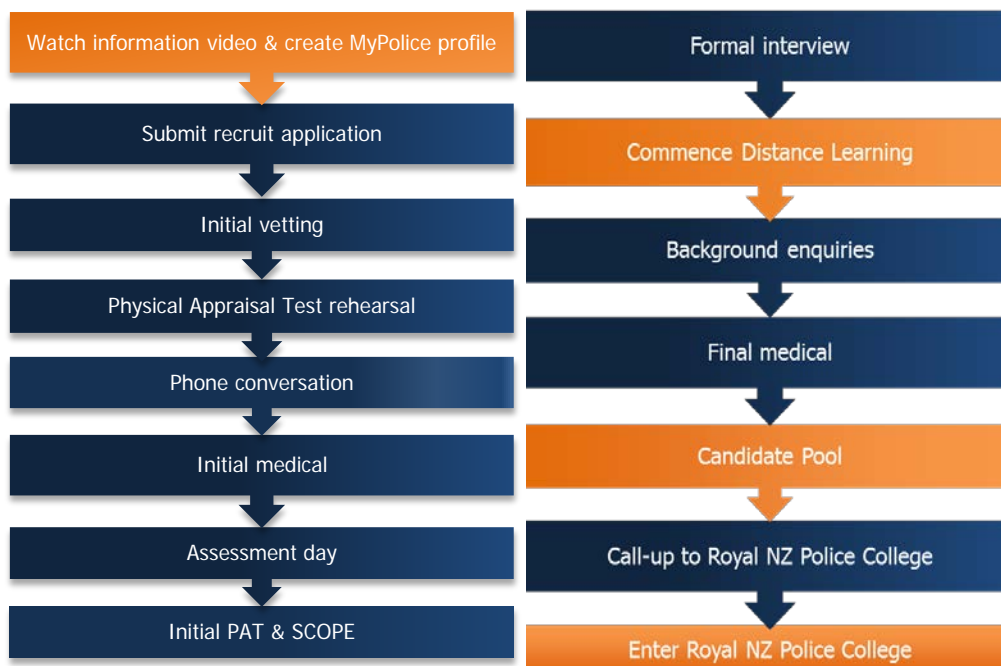 Watch information video & create MyPolice profile
Submit recruit application
Initial vetting
Physical Appraisal Test rehearsal
Phone conversation
Initial medical
Assessment day
Initial PAT & SCOPE
Formal interview
Commence Distance Learning
Background enquiries
Final medical
Candidate Pool
Call-up to Royal NZ Police College
Enter Royal NZ Police College